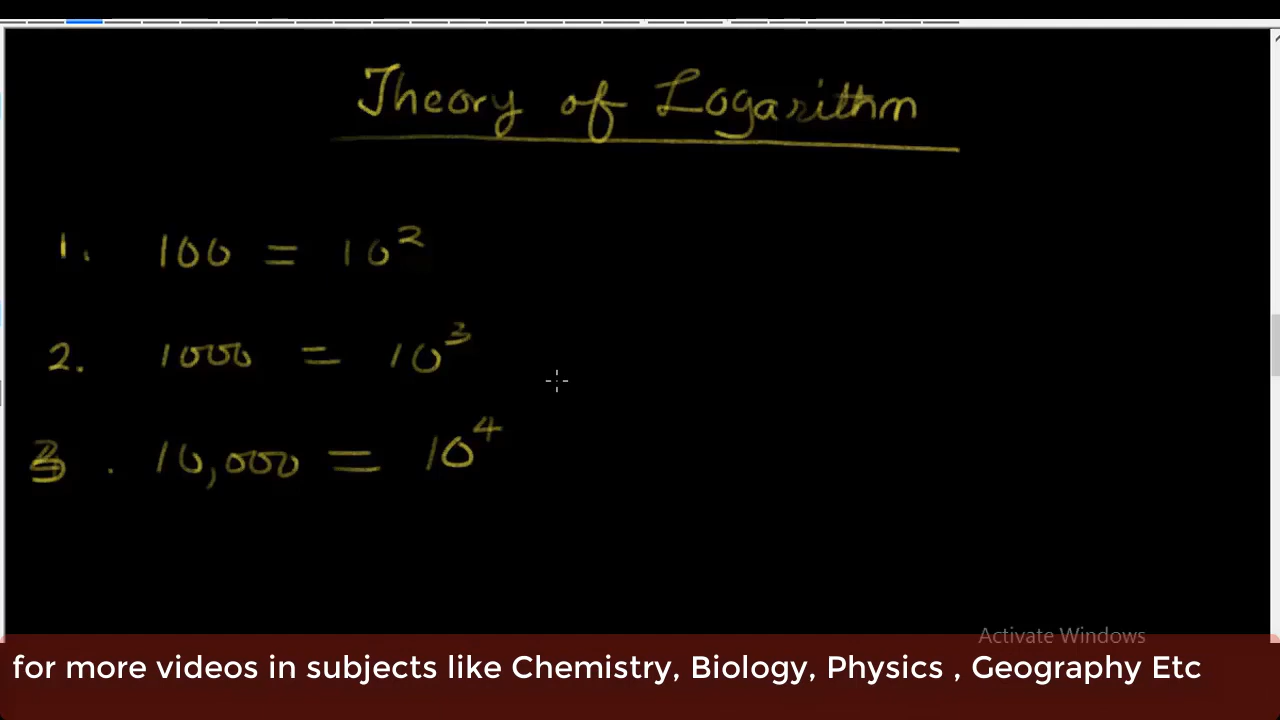 Theory of Logarithm
1. 100 = 10²
2. 1000 = 10³
3. 10,000 = 10⁴
Activate Windows
for more videos in subjects like Chemistry, Biology, Physics , Geography Etc